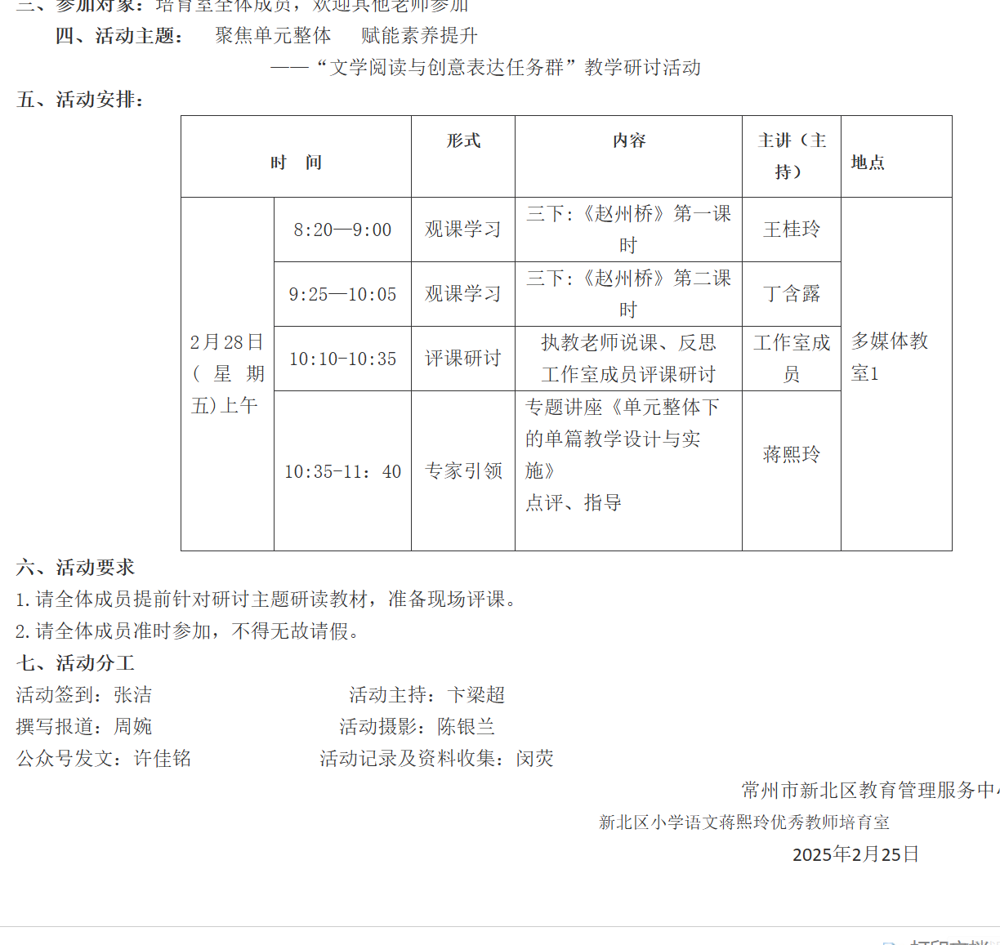 三、参加对象：培育室全体成员，欢迎其他老师参加
四、活动主题： 聚焦单元整体 赋能素养提升
——“文学阅读与创意表达任务群”教学研讨活动
五、活动安排：
时 间
形式
内容
主讲（主
持）
地点
2月28日
(星期
五)上午
8:20—9:00
观课学习
三下:《赵州桥》第一课
时
王桂玲
9:25—10:05
观课学习
三下:《赵州桥》第二课
时
丁含露
10:10-10:35
评课研讨
执教老师说课、反思
工作室成员评课研讨
工作室成
员
10:35-11：40
专家引领
专题讲座《单元整体下
的单篇教学设计与实
施》
点评、指导
蒋熙玲
多媒体教
室1
六、活动要求
1.请全体成员提前针对研讨主题研读教材，准备现场评课。
2.请全体成员准时参加，不得无故请假。
七、活动分工
活动签到：张洁 活动主持：卞梁超
撰写报道：周婉 活动摄影：陈银兰
公众号发文：许佳铭 活动记录及资料收集：闵荧
常州市新北区教育管理服务中心
新北区小学语文蒋熙玲优秀教师培育室
2025年2月25日
打印文档